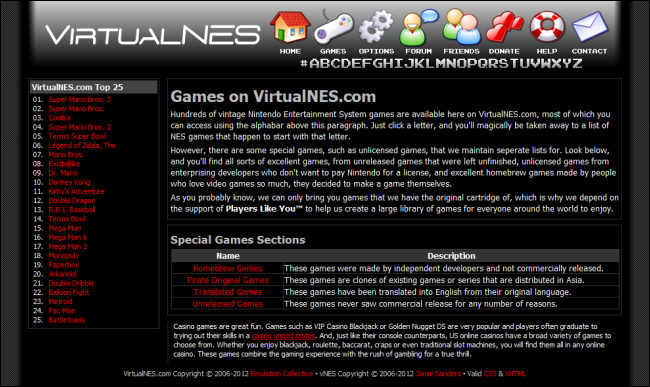 VIRTUALNES
HOME GAMES OPTIONS FORUM FRIENDS DONATE HELP CONTACT
#ABCDEFGHIJKLMNOPQRSTUVWXYZ
VirtualNES.com Top 25
01. Super Mario Bros. 3
02. Super Mario Bros.
03. Contra
04. Super Mario Bros. 2
05. Tecmo Super Bowl
06. Legend of Zelda, The
07. Mario Bros.
08. ExciteBike
09. Dr. Mario
10. Donkey Kong
11. Kirby's Adventure
12. Double Dragon
13. R.B.I. Baseball
14. Tecmo Bowl
15. Mega Man
16. Mega Man 6
17. Mega Man 2
18. Monopoly
19. Paperboy
20. Arkanoid
21. Double Dribble
22. Balloon Fight
23. Metroid
24. Pac-Man
25. Battletoads
Games on VirtualNES.com
Hundreds of vintage Nintendo Entertainment System games are available here on VirtualNES.com, most of which you
can access using the alphabar above this paragraph. Just click a letter, and you'll magically be taken away to a list of
NES games that happen to start with that letter.
However, there are some special games, such as unlicensed games, that we maintain seperate lists for. Look below,
and you'll find all sorts of excellent games, from unreleased games that were left unfinished, unlicensed games from
enterprising developers who don't want to pay Nintendo for a license, and excellent homebrew games made by people
who love video games so much, they decided to make a game themselves.
As you probably know, we can only bring you games that we have the original cartridge of, which is why we depend on
the support of Players Like You™ to help us create a large library of games for everyone around the world to enjoy.
Special Games Sections
Name Description
Homebrew Games These games were made by independent developers and not commercially released.
Pirate Original Games These games are clones of existing games or series that are distributed in Asia.
Translated Games These games have been translated into English from their original language.
Unreleased Games These games never saw commercial release for any number of reasons.
Casino games are great fun. Games such as VIP Casino Blackjack or Golden Nugget DS are very popular and players often graduate to
trying out their skills in a casino united states. And, just like their console counterparts, US online casinos have a broad variety of games to
choose from. Whether you enjoy blackjack, roulette, baccarat, craps or even traditional slot machines, you will find them all in any online
casino. These games combine the gaming experience with the rush of gambling for a true thrill.
VirtualNES.com Copyright © 2006-2012 Emulation Collective • vNES Copyright © 2006-2012 Jamie Sanders • Valid CSS & XHTML